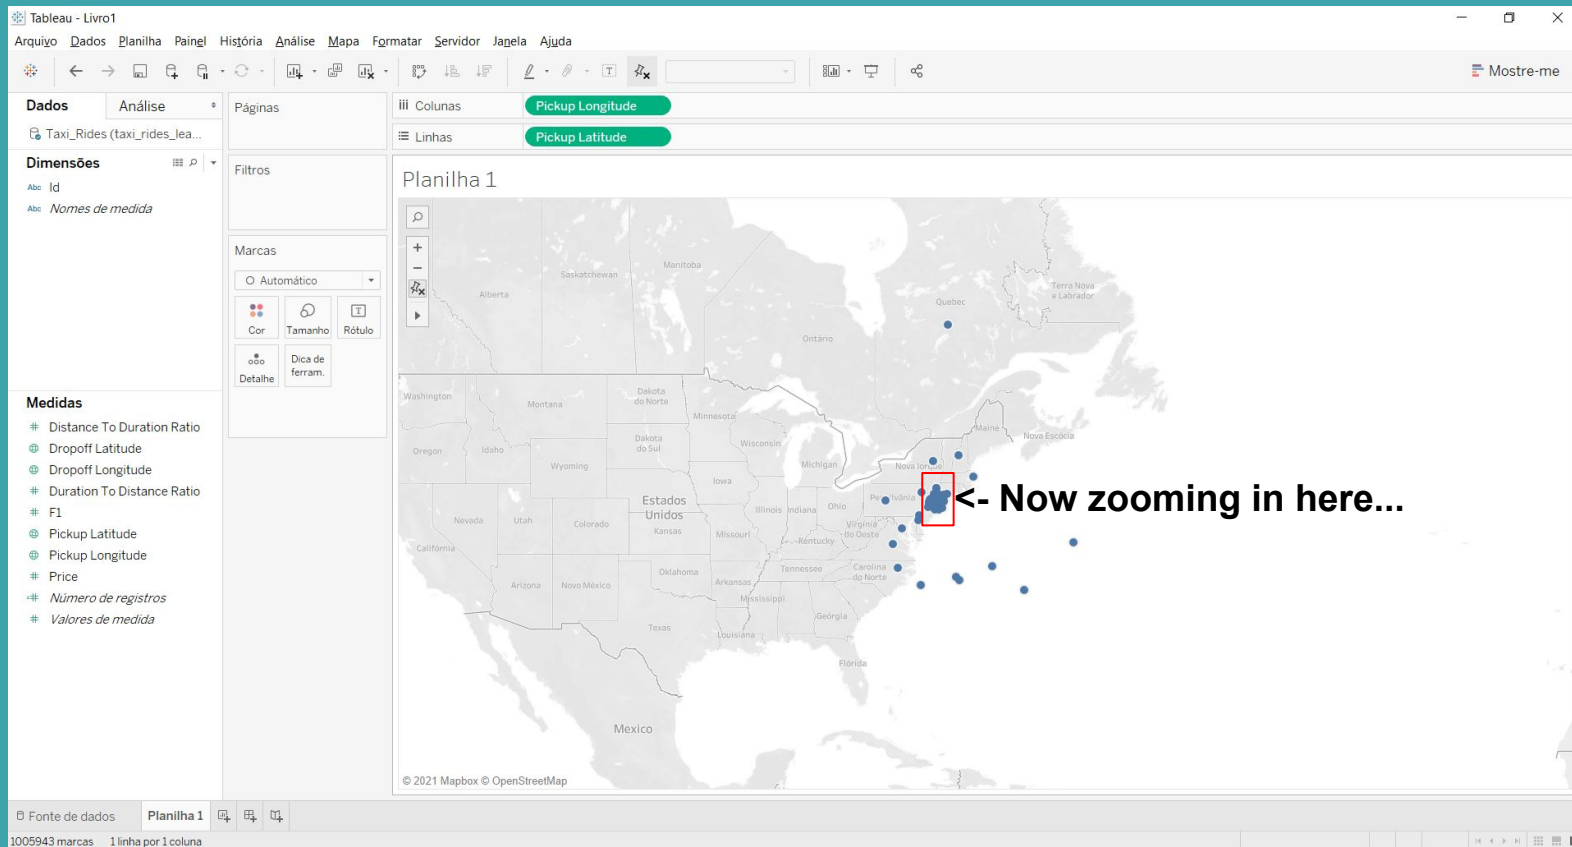 Tableau - Livro1
Arquivo Dados Planilha Painel História Análise Mapa Formatar Servidor Janela Ajuda
Mostre-me
Dados Análise
Taxi_Rides (taxi_rides_lea...
Dimensões
Abc Id
Abc Nomes de medida
Medidas
# Distance To Duration Ratio
Dropoff Latitude
Dropoff Longitude
# Duration To Distance Ratio
# F1
Pickup Latitude
Pickup Longitude
# Price
=# Número de registros
# Valores de medida
Páginas
Filtros
Marcas
Automático
Cor Tamanho Rótulo
Detalhe Dica de ferram.
iii Colunas Pickup Longitude
Linhas Pickup Latitude
Planilha 1
Alberta
Saskatchewan
Manitoba
Ontário
Quebec
Terra Nova
e Labrador
Washington
Montana
Dakota
do Norte
Minnesota
Maine
Nova Escócia
Oregon
Idaho
Dakota
do Sul
Wisconsin
Wyoming
Michigan
Nova Iorque
Iowa
Nevada
Utah
Colorado
Estados
Unidos
Kansas
Missouri
Illinois
Indiana
Ohio
Pensilvânia
<- Now zooming in here...
Virgínia
do Oeste
Califórnia
Kentucky
Arizona
Novo México
Oklahoma
Arkansas
Tennessee
Carolina
do Norte
Mississippi
Texas
Louisiana
Geórgia
Flórida
Mexico
© 2021 Mapbox © OpenStreetMap
Fonte de dados Planilha 1
1005943 marcas 1 linha por 1 coluna